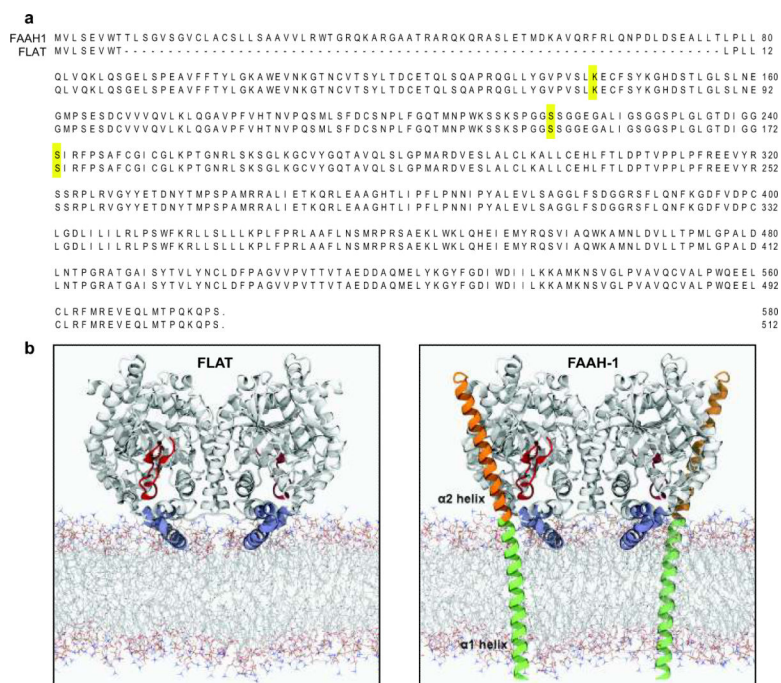 a
FAAH1 MVLSEVWTTLSGVSGVCLACSLLSAAVVLRWTGRQKARGAATRARQKQRASLETMDKAVQRFRLQNPDLDSEALLTLPLL 80
FLAT MVLSEVWT----------------------------------------------------------------LPLL 12
QLVQKLQSGELSPEAVFFTYLGKAWEVNKGTNCVTSYLTDCETQLSQAPRQGLLYGVPVSLKECFSYKGHDSTLGLSLNE 160
QLVQKLQSGELSPEAVFFTYLGKAWEVNKGTNCVTSYLTDCETQLSQAPRQGLLYGVPVSLKECFSYKGHDSTLGLSLNE 92
GMPSESDCVVVQVLKLQGAVPFVHTNVPQSMLSFDCSNPLFGQTMNPWKSSKSPGGSSGGEGALIGSGGSPLGLGTDIGG 240
GMPSESDCVVVQVLKLQGAVPFVHTNVPQSMLSFDCSNPLFGQTMNPWKSSKSPGGSSGGEGALIGSGGSPLGLGTDIGG 172
SIRFPSAFCGICGLKPTGNRLSKSGLKGCVYGQTAVQLSLGPMARDVESLALCLKALLCEHLFTLDPTVPPLPFREEVYR 320
SIRFPSAFCGICGLKPTGNRLSKSGLKGCVYGQTAVQLSLGPMARDVESLALCLKALLCEHLFTLDPTVPPLPFREEVYR 252
SSRPLRVGYYETDNYTMPSPAMRRALIETKQRLEAAGHTLIPFLPNNIPYALEVLSAGGLFSDGGRSFLQNFKGDFVDPC 400
SSRPLRVGYYETDNYTMPSPAMRRALIETKQRLEAAGHTLIPFLPNNIPYALEVLSAGGLFSDGGRSFLQNFKGDFVDPC 332
LGDLILILRLPSWFKRLLSLLLKPLFPRLAAFLNSMRPRSAEKLWKLQHEIEMYRQSVIAQWKAMNLDVLLTPMLGPALD 480
LGDLILILRLPSWFKRLLSLLLKPLFPRLAAFLNSMRPRSAEKLWKLQHEIEMYRQSVIAQWKAMNLDVLLTPMLGPALD 412
LNTPGRATGAISYTVLYNCLDFPAGVVPVTTVTAEDDAQMELYKGYFGDIWDIILKKAMKNSVGLPVAVQCVALPWQEEL 560
LNTPGRATGAISYTVLYNCLDFPAGVVPVTTVTAEDDAQMELYKGYFGDIWDIILKKAMKNSVGLPVAVQCVALPWQEEL 492
CLRFMREVEQLMTPQKQPS. 580
CLRFMREVEQLMTPQKQPS. 512
b
FLAT
FAAH-1
α2 helix
α1 helix